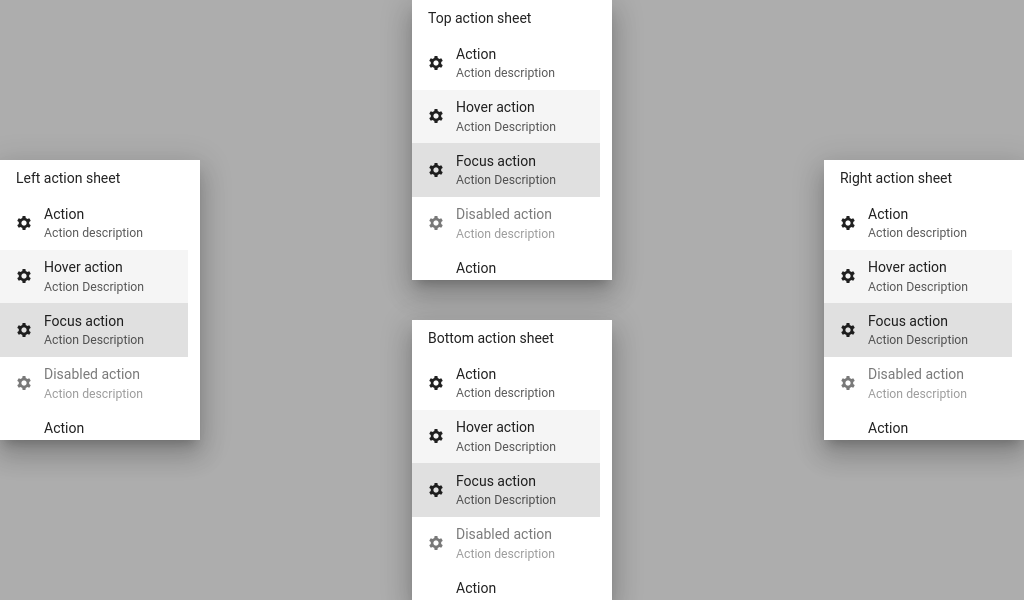 Top action sheet
Action
Action description
Hover action
Action Description
Focus action
Action Description
Disabled action
Action description
Action
Left action sheet
Action
Action description
Hover action
Action Description
Focus action
Action Description
Disabled action
Action description
Action
Right action sheet
Action
Action description
Hover action
Action Description
Focus action
Action Description
Disabled action
Action description
Action
Bottom action sheet
Action
Action description
Hover action
Action Description
Focus action
Action Description
Disabled action
Action description
Action